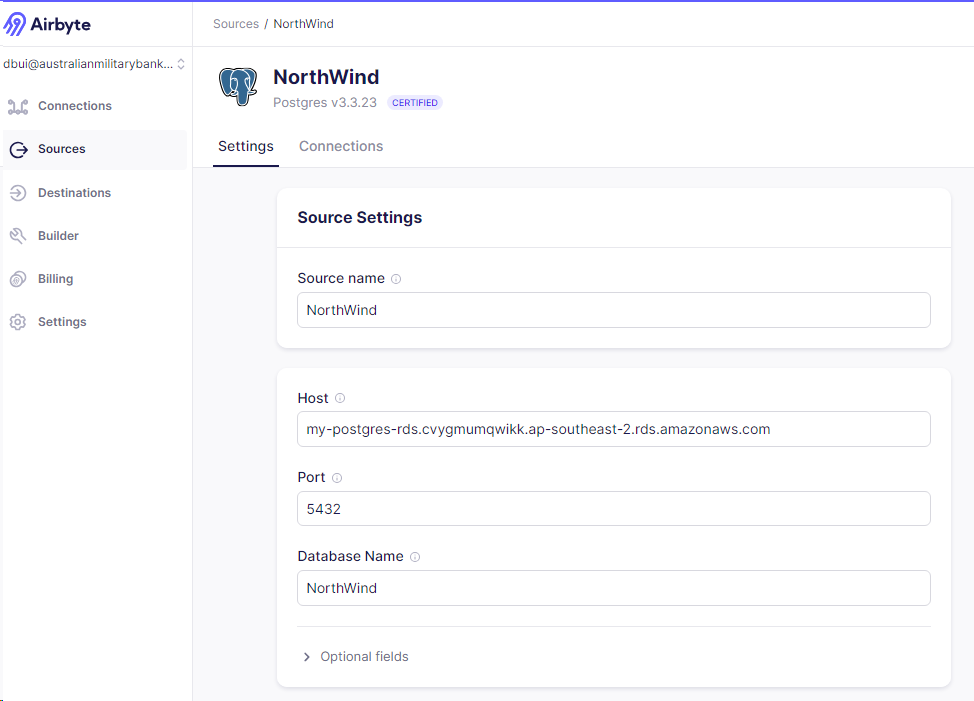 Airbyte
Sources / NorthWind
dbui@australianmilitarybank...
Connections
Sources
Destinations
Builder
Billing
Settings
NorthWind
Postgres v3.3.23 CERTIFIED
Settings Connections
Source Settings
Source name
NorthWind
Host
my-postgres-rds.cvygmumqwikk.ap-southeast-2.rds.amazonaws.com
Port
5432
Database Name
NorthWind
Optional fields